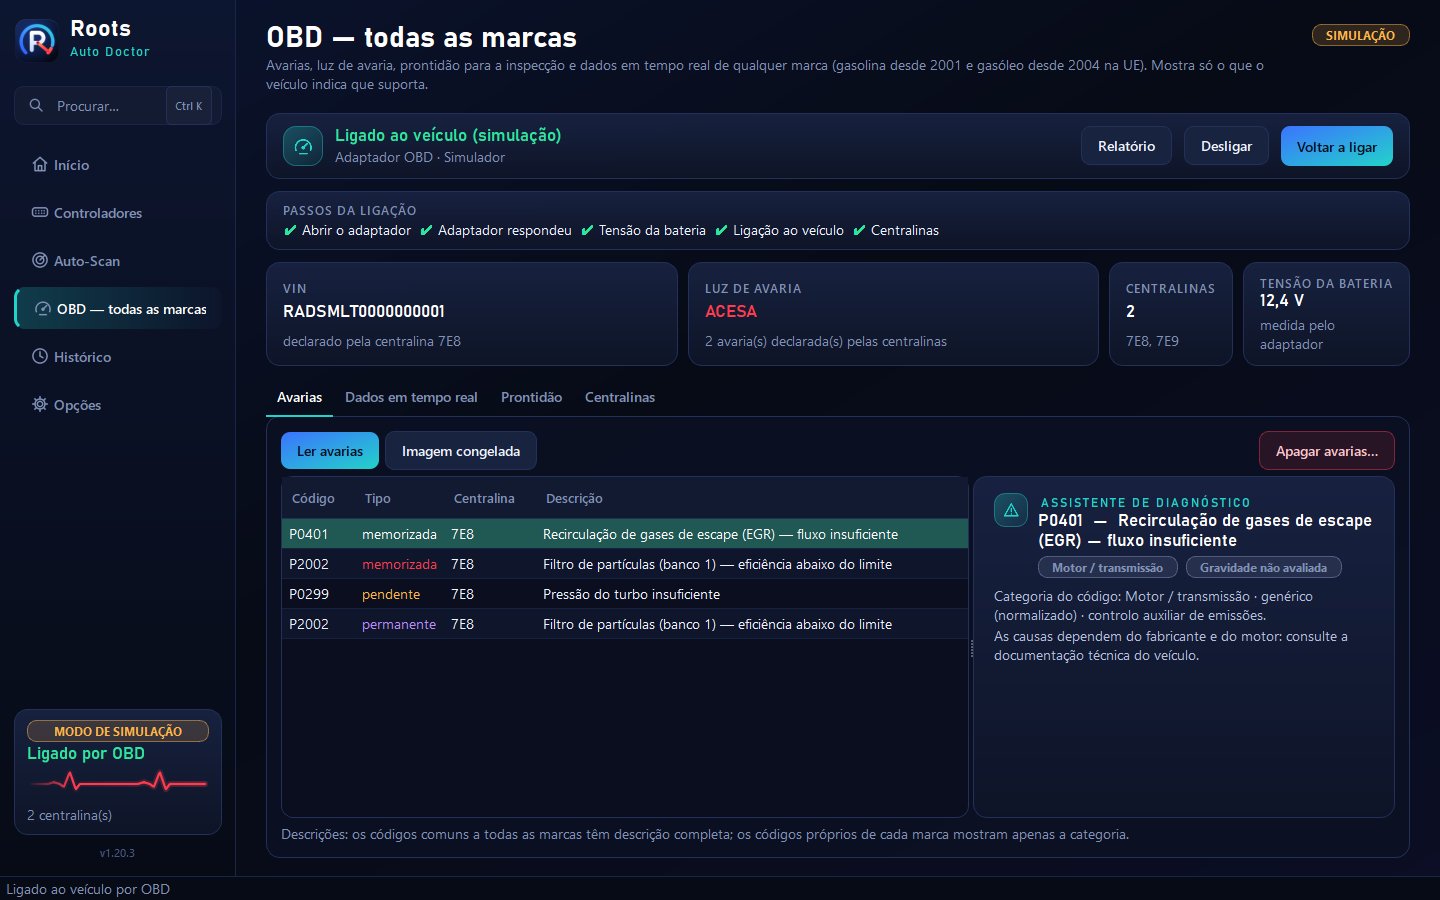 Roots
Auto Doctor
Procurar...
Ctrl K
Início
Controladores
Auto-Scan
OBD — todas as marcas
Histórico
Opções
MODO DE SIMULAÇÃO
Ligado por OBD
2 centralina(s)
v1.20.3
OBD — todas as marcas
SIMULAÇÃO
Avarias, luz de avaria, prontidão para a inspecção e dados em tempo real de qualquer marca (gasolina desde 2001 e gasóleo desde 2004 na UE). Mostra só o que o
veículo indica que suporta.
Ligado ao veículo (simulação)
Adaptador OBD · Simulador
Relatório
Desligar
Voltar a ligar
PASSOS DA LIGAÇÃO
✔ Abrir o adaptador ✔ Adaptador respondeu ✔ Tensão da bateria ✔ Ligação ao veículo ✔ Centralinas
VIN
RADSMLT0000000001
declarado pela centralina 7E8
LUZ DE AVARIA
ACESA
2 avaria(s) declarada(s) pelas centralinas
CENTRALINAS
2
7E8, 7E9
TENSÃO DA BATERIA
12,4 V
medida pelo
adaptador
Avarias Dados em tempo real Prontidão Centralinas
Ler avarias Imagem congelada Apagar avarias...
Código Tipo Centralina Descrição
P0401 memorizada 7E8 Recirculação de gases de escape (EGR) — fluxo insuficiente
P2002 memorizada 7E8 Filtro de partículas (banco 1) — eficiência abaixo do limite
P0299 pendente 7E8 Pressão do turbo insuficiente
P2002 permanente 7E8 Filtro de partículas (banco 1) — eficiência abaixo do limite
ASSISTENTE DE DIAGNÓSTICO
P0401 — Recirculação de gases de escape
(EGR) — fluxo insuficiente
Motor / transmissão Gravidade não avaliada
Categoria do código: Motor / transmissão · genérico
(normalizado) · controlo auxiliar de emissões.
As causas dependem do fabricante e do motor: consulte a
documentação técnica do veículo.
Descrições: os códigos comuns a todas as marcas têm descrição completa; os códigos próprios de cada marca mostram apenas a categoria.
Ligado ao veículo por OBD